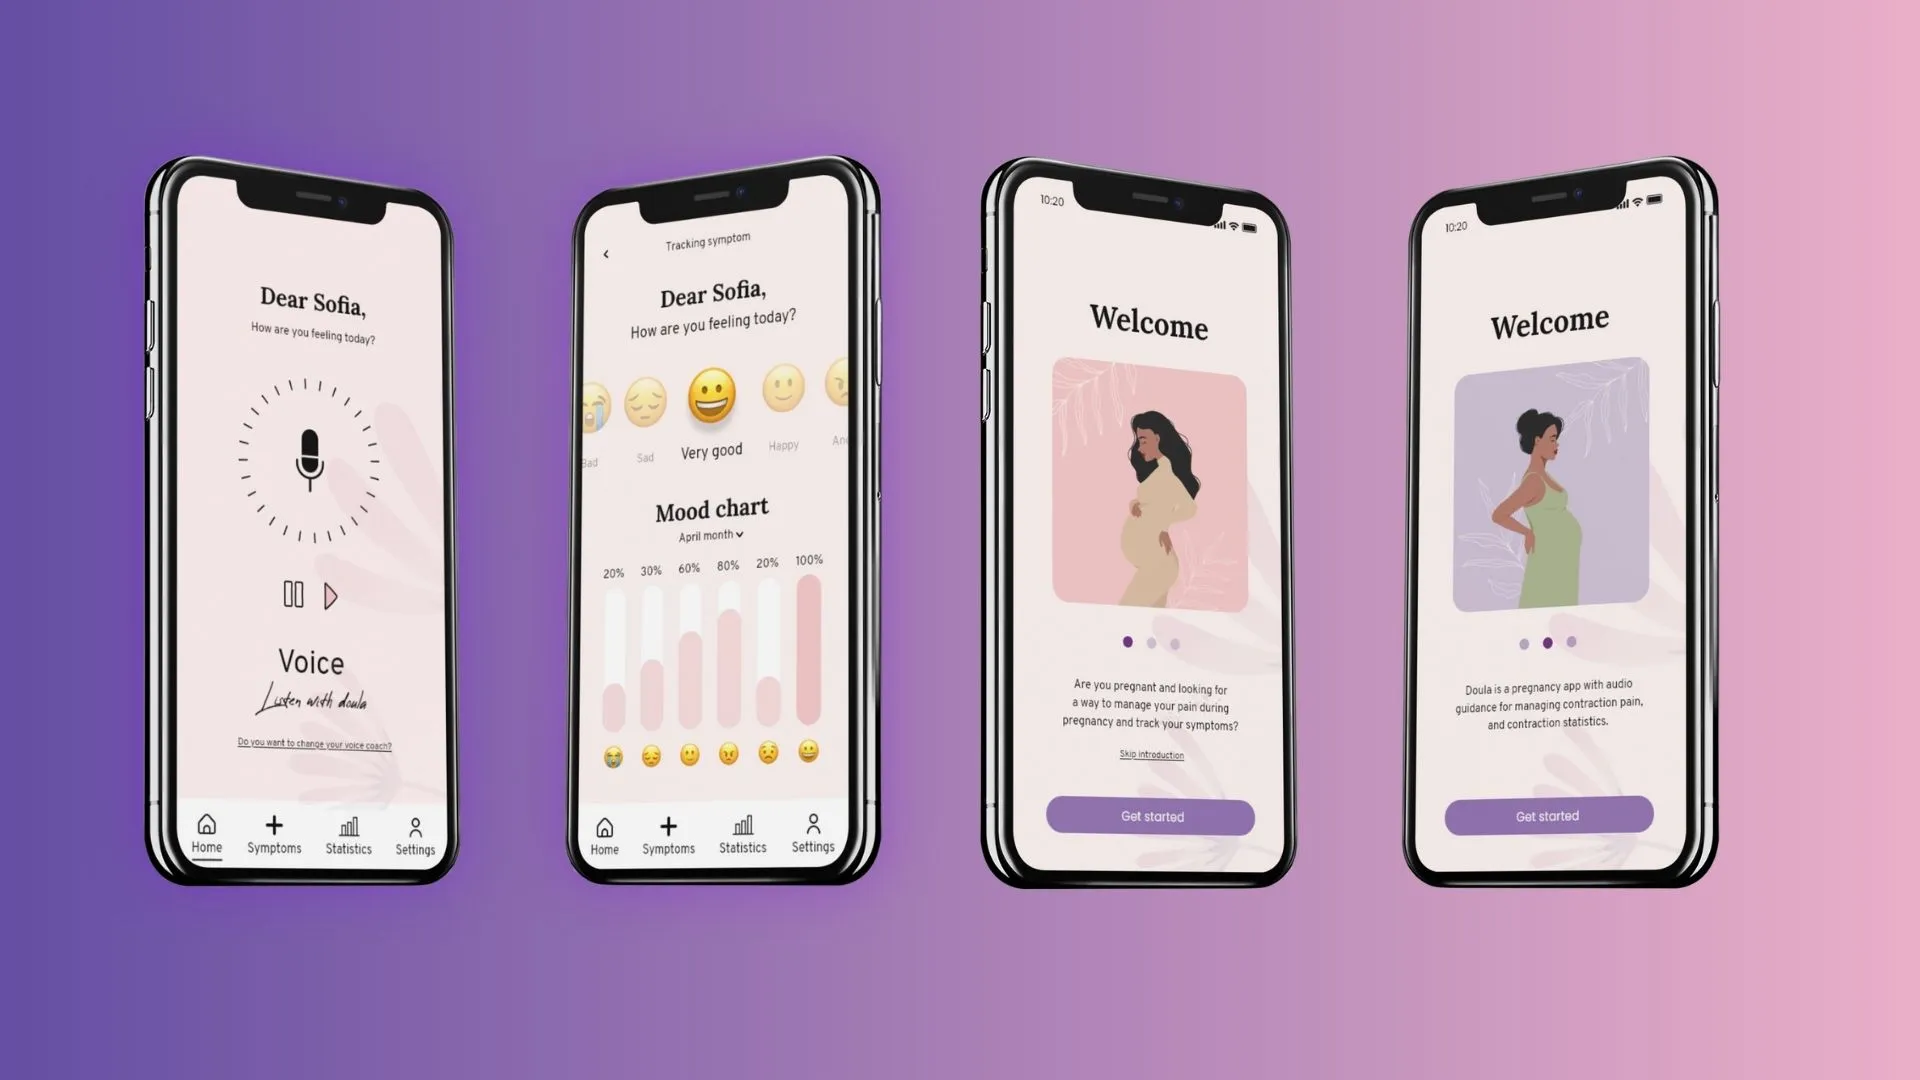 Dear Sofia,
How are you feeling today?
Voice
Listen with doula
Do you want to change your voice coach?
Home
Symptoms
Statistics
Settings
Tracking symptom
Dear Sofia,
How are you feeling today?
Bad
Sad
Very good
Happy
Mood chart
April month
20%
30%
60%
80%
20%
100%
Home
Symptoms
Statistics
Settings
10:20
Welcome
Are you pregnant and looking for
a way to manage your pain during
pregnancy and track your symptoms?
Skip introduction
Get started
10:20
Welcome
Doula is a pregnancy app with audio
guidance for managing contraction pain,
and contraction statistics.
Get started